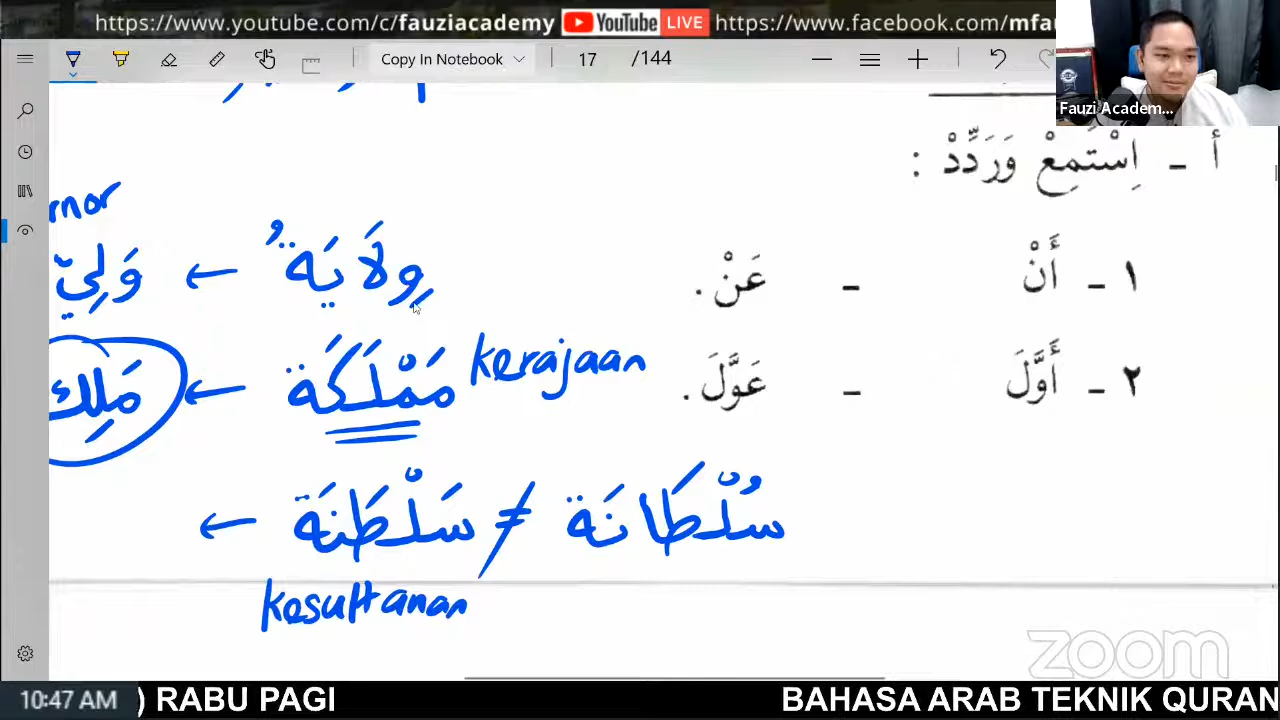 https://www.youtube.com/c/fauziacademy YouTube LIVE https://www.facebook.com/mfa
Copy In Notebook 17 /144
Fauzi Academ...
أ - اِسْتَمِعْ وَرَدِّدْ :
rnor
١ - أَنْ - عَنْ .
وِلَايَةٌ ← وَلِيّ
٢ - أَوَّلَ - عَوَّلَ .
مَمْلَكَة kerajaan ← مَلِك
سُلْطَانَة ≠ سَلْطَنَة ←
kesultanan
zoom
10:47 AM ) RABU PAGI BAHASA ARAB TEKNIK QURAN